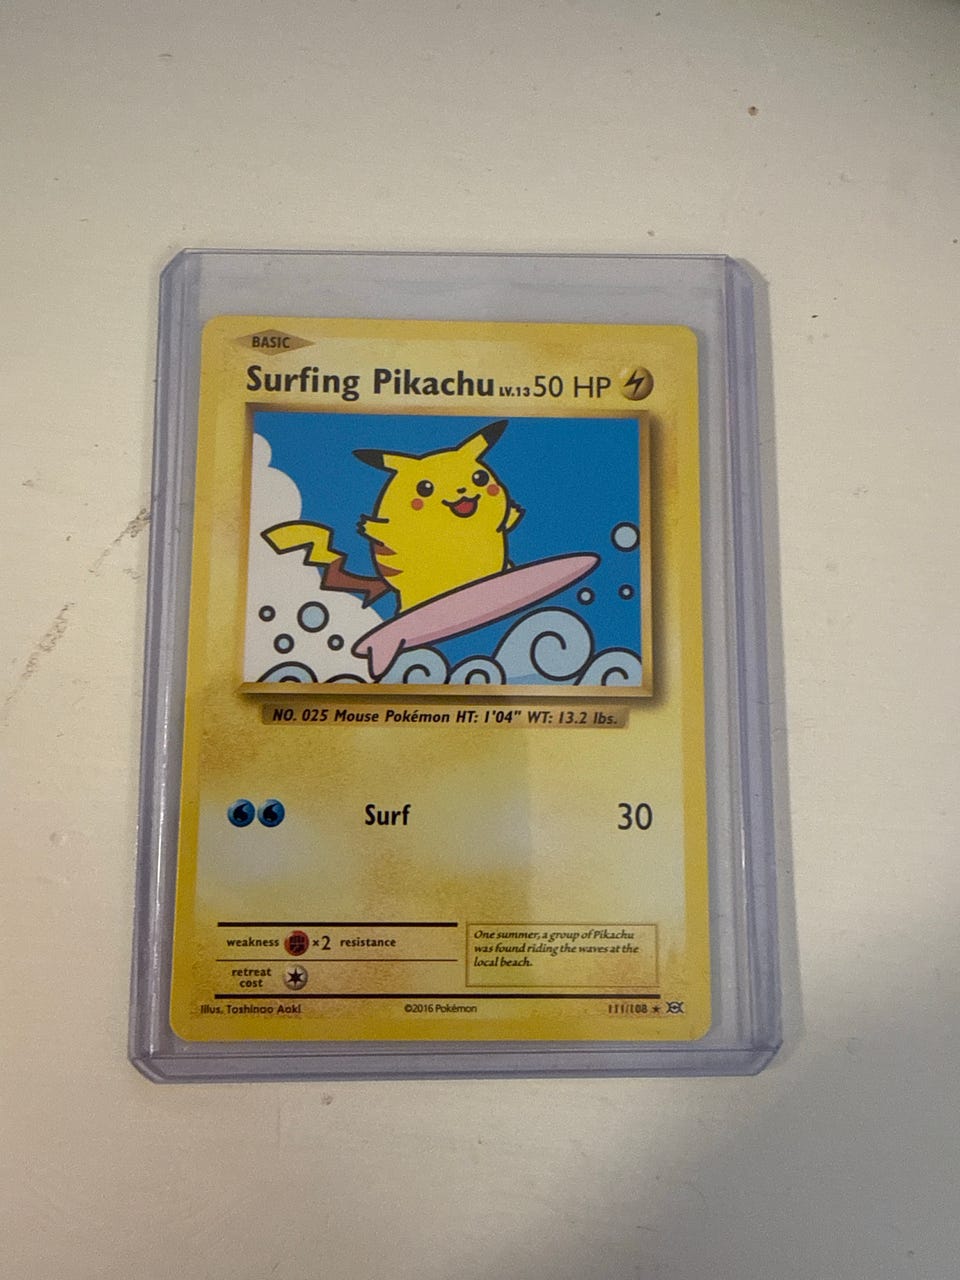 BASIC
Surfing Pikachu LV.13 50 HP
NO. 025 Mouse Pokémon HT: 1'04" WT: 13.2 lbs.
Surf 30
weakness ×2 resistance
retreat
cost
One summer, a group of Pikachu
was found riding the waves at the
local beach.
Illus. Toshinao Aoki ©2016 Pokémon 111/108 ★